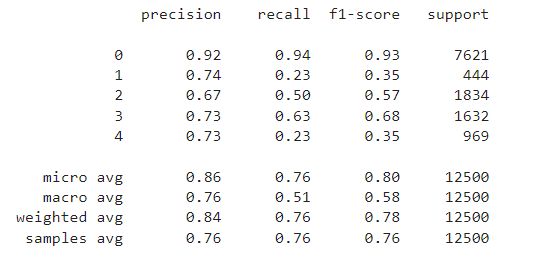 precision recall f1-score support
0 0.92 0.94 0.93 7621
1 0.74 0.23 0.35 444
2 0.67 0.50 0.57 1834
3 0.73 0.63 0.68 1632
4 0.73 0.23 0.35 969
micro avg 0.86 0.76 0.80 12500
macro avg 0.76 0.51 0.58 12500
weighted avg 0.84 0.76 0.78 12500
samples avg 0.76 0.76 0.76 12500